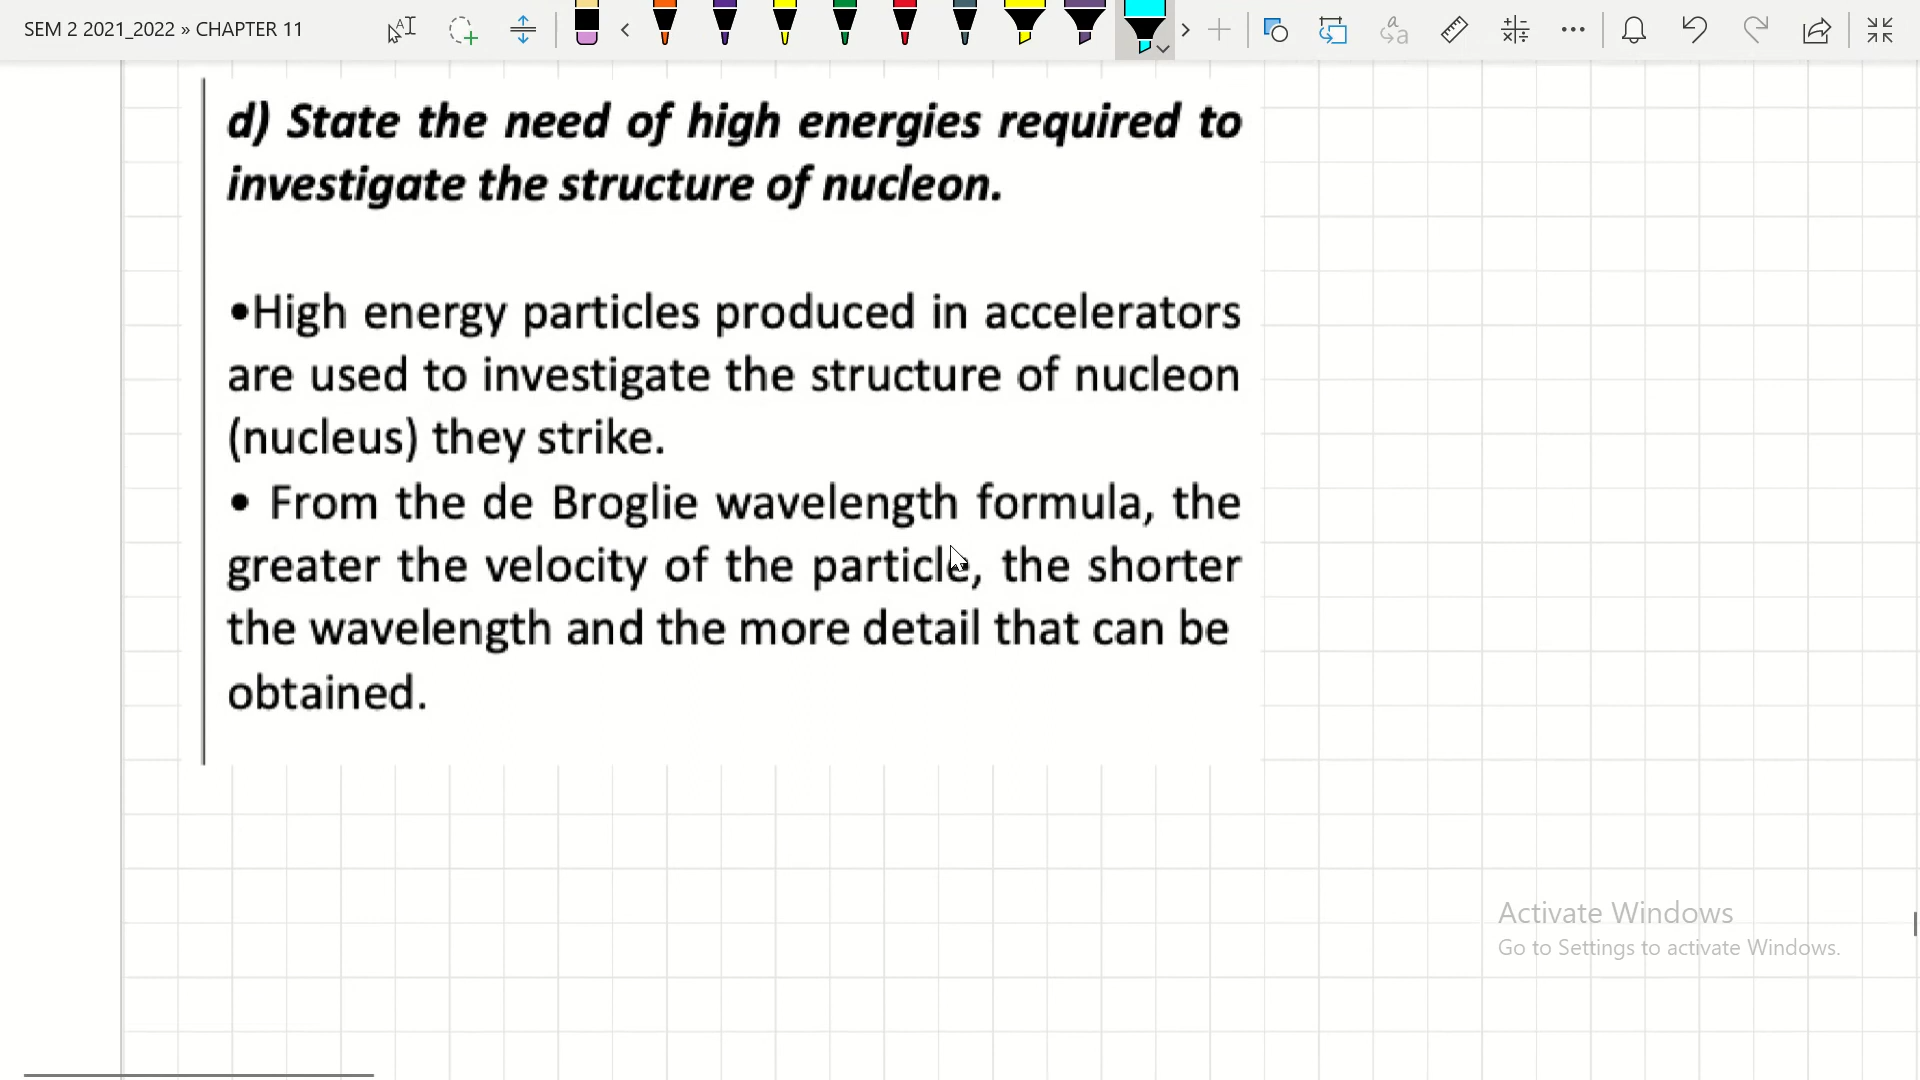 SEM 2 2021_2022 » CHAPTER 11
d) State the need of high energies required to
investigate the structure of nucleon.
•High energy particles produced in accelerators
are used to investigate the structure of nucleon
(nucleus) they strike.
• From the de Broglie wavelength formula, the
greater the velocity of the particle, the shorter
the wavelength and the more detail that can be
obtained.
Activate Windows
Go to Settings to activate Windows.